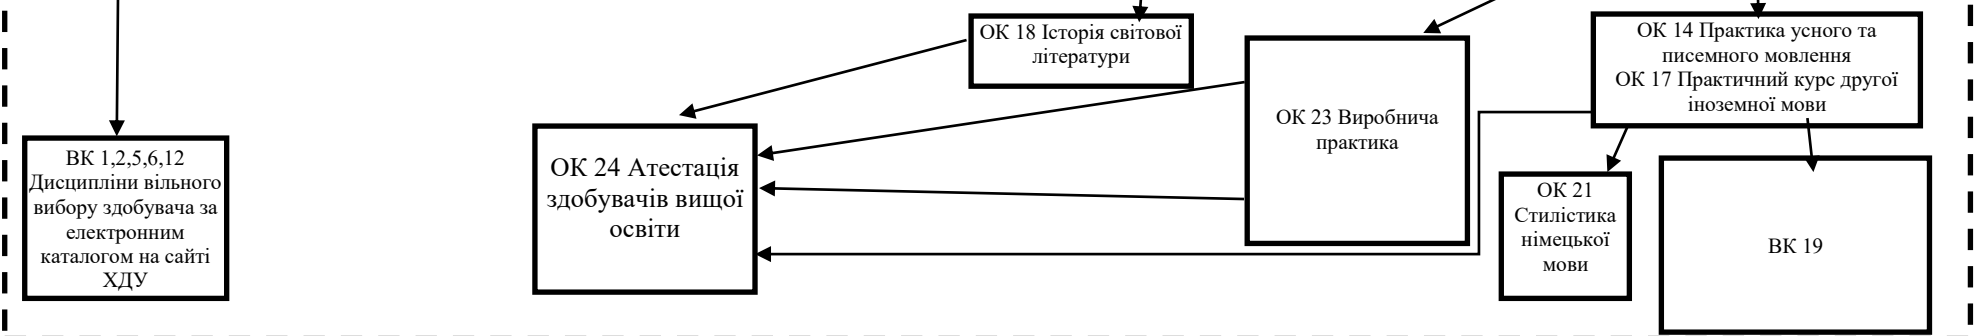 ОК 18 Історія світової
літератури
ОК 14 Практика усного та
писемного мовлення
ОК 17 Практичний курс другої
іноземної мови
ОК 23 Виробнича
практика
ВК 1,2,5,6,12
Дисципліни вільного
вибору здобувача за
електронним
каталогом на сайті
ХДУ
ОК 24 Атестація
здобувачів вищої
освіти
ОК 21
Стилістика
німецької
мови
ВК 19